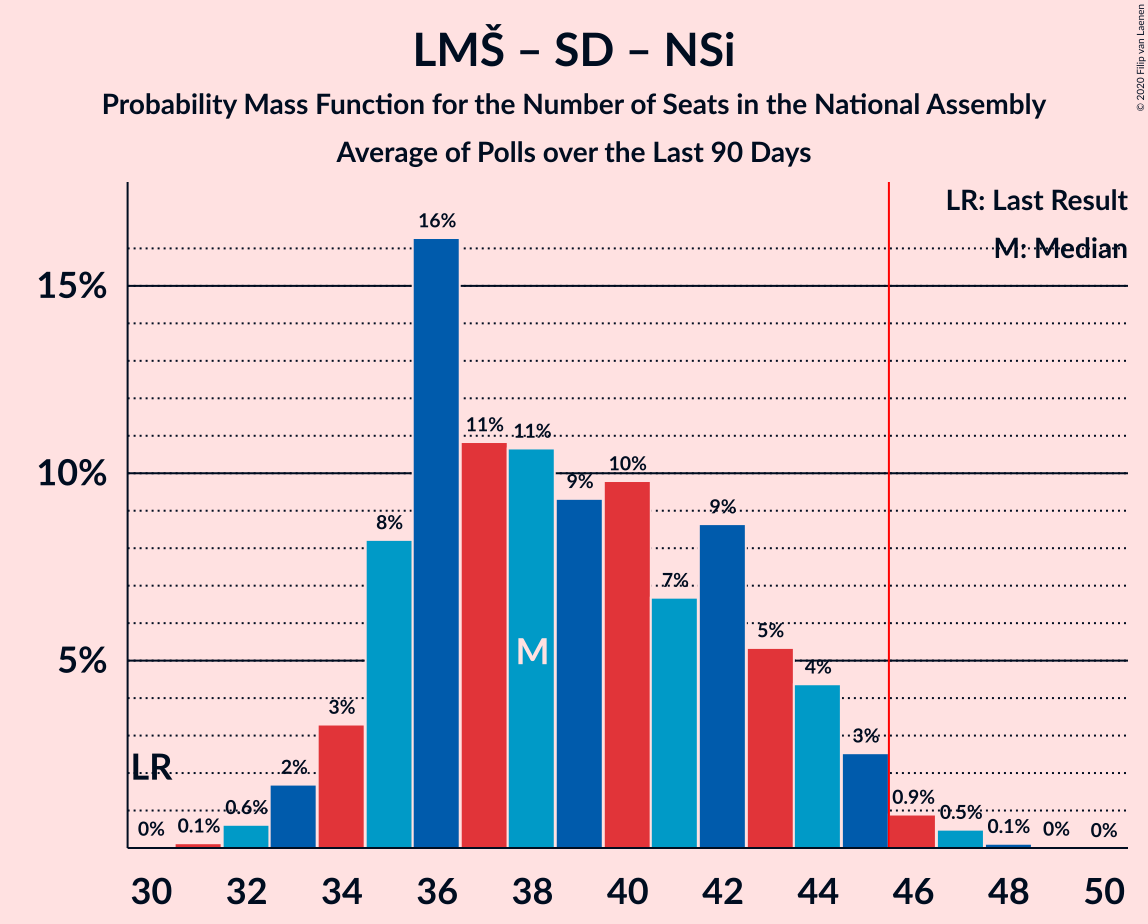 LMŠ – SD – NSi
Probability Mass Function for the Number of Seats in the National Assembly
Average of Polls over the Last 90 Days
© 2020 Filip van Laenen
LR: Last Result
M: Median
16%
15%
11% 11%
10%
10%
9%
9%
8%
7%
5%
5%
4%
M
3%
3%
LR
2%
0.9%
0.6%
0.5%
0% 0.1%
0.1% 0% 0%
30 32 34 36 38 40 42 44 46 48 50